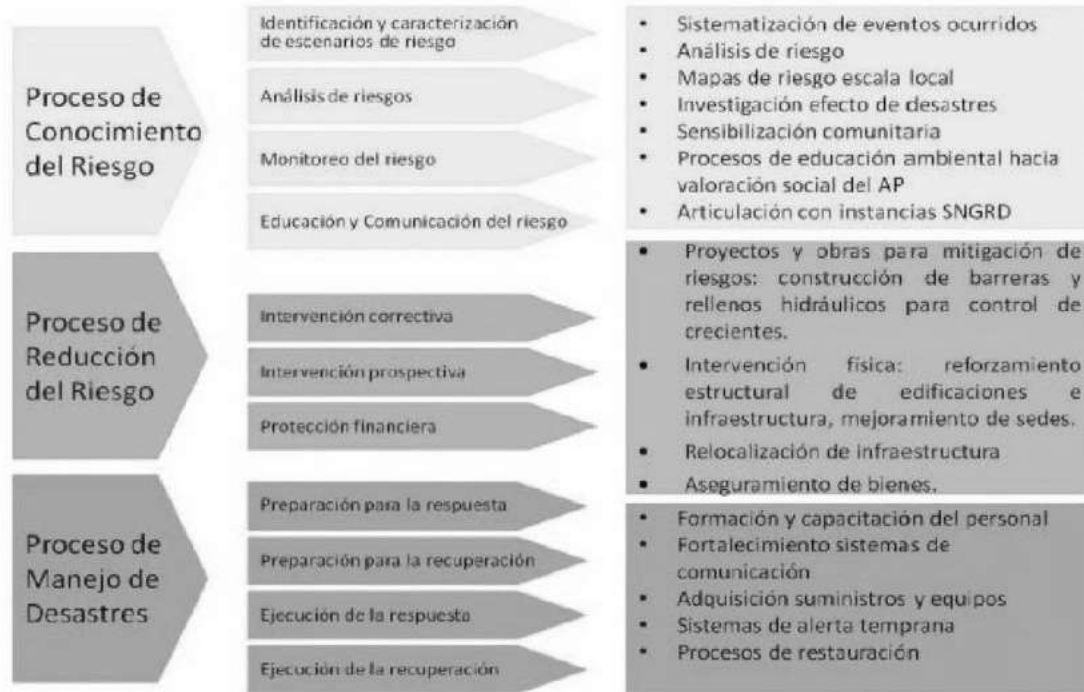 Proceso de
Conocimiento
del Riesgo
Identificación y caracterización
de escenarios de riesgo
Análisis de riesgos
Monitoreo del riesgo
Educación y Comunicación del riesgo
• Sistematización de eventos ocurridos
• Análisis de riesgo
• Mapas de riesgo escala local
• Investigación efecto de desastres
• Sensibilización comunitaria
• Procesos de educación ambiental hacia
valoración social del AP
• Articulación con instancias SNGRD
Proceso de
Reducción
del Riesgo
Intervención correctiva
Intervención prospectiva
Protección financiera
• Proyectos y obras para mitigación de
riesgos: construcción de barreras y
rellenos hidráulicos para control de
crecientes.
• Intervención física: reforzamiento
estructural de edificaciones e
infraestructura, mejoramiento de sedes.
• Relocalización de infraestructura
• Aseguramiento de bienes.
Proceso de
Manejo de
Desastres
Preparación para la respuesta
Preparación para la recuperación
Ejecución de la respuesta
Ejecución de la recuperación
• Formación y capacitación del personal
• Fortalecimiento sistemas de
comunicación
• Adquisición suministros y equipos
• Sistemas de alerta temprana
• Procesos de restauración